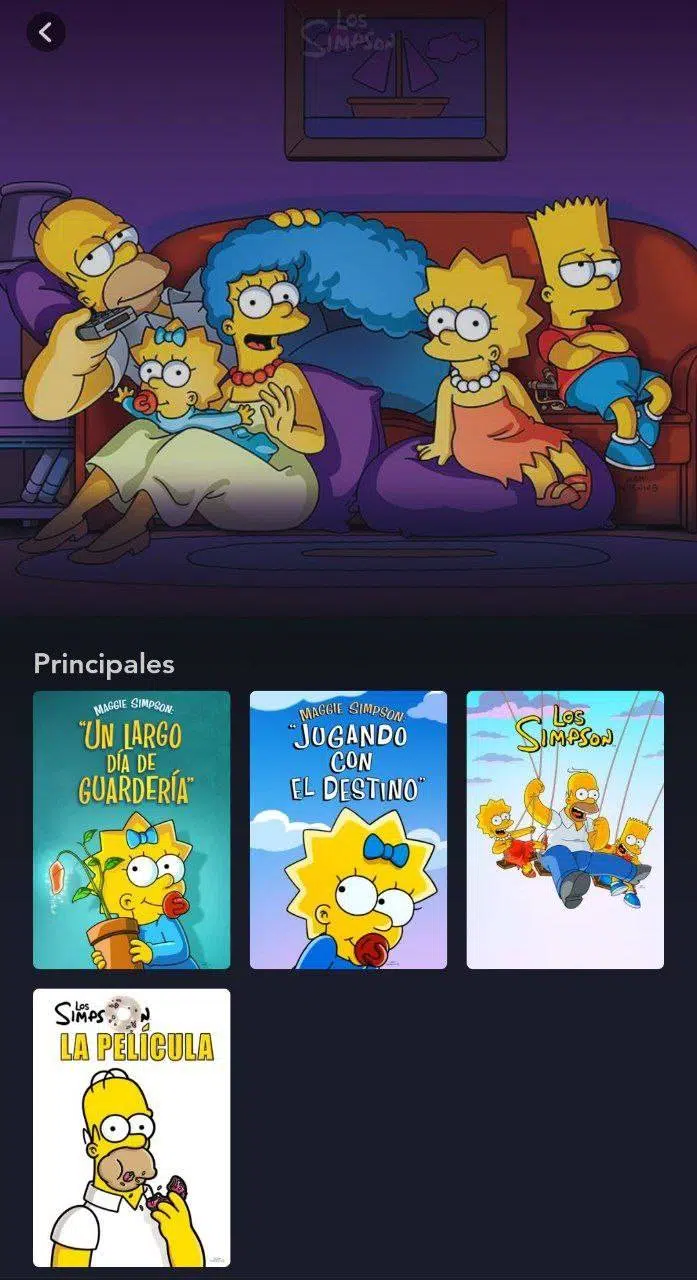 Los
Simpson
Principales
MAGGIE SIMPSON:
"UN LARGO
DÍA DE
GUARDERÍA"
MAGGIE SIMPSON:
"JUGANDO
CON
EL DESTINO"
Los
SIMPSON
Los
SIMPSON
LA PELÍCULA